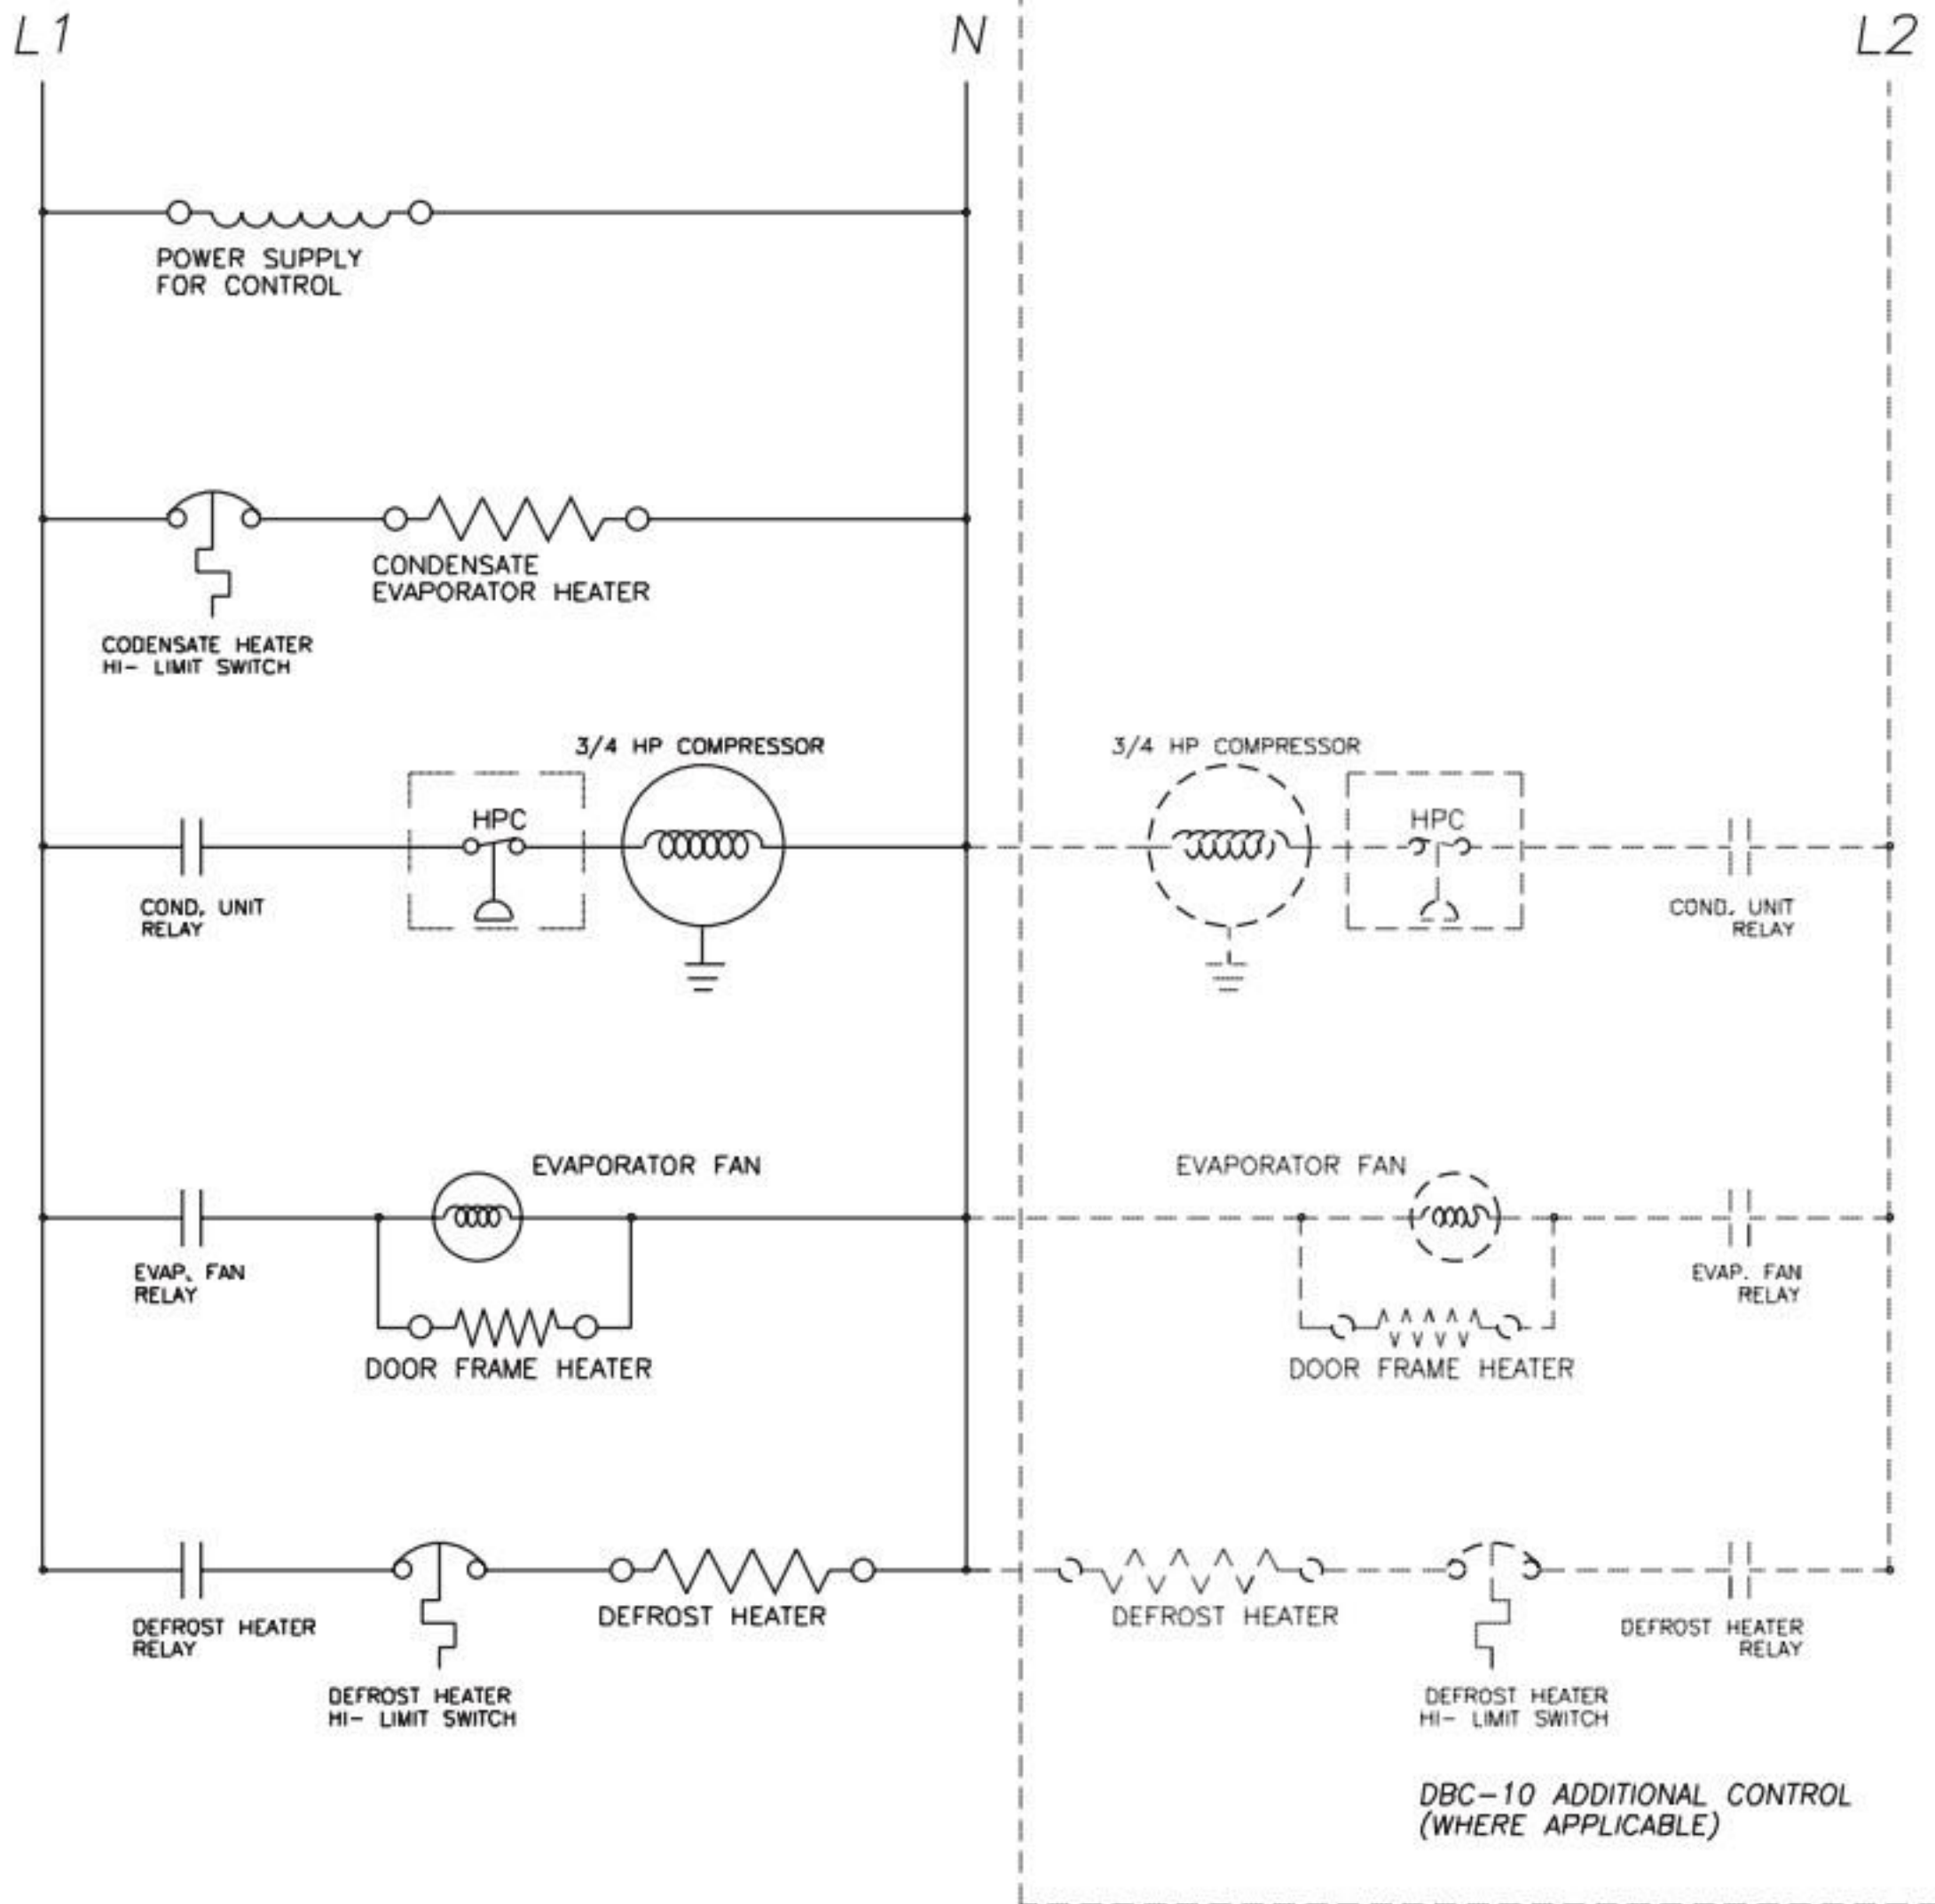 L1
N
L2
POWER SUPPLY
FOR CONTROL
CONDENSATE
EVAPORATOR HEATER
CODENSATE HEATER
HI- LIMIT SWITCH
3/4 HP COMPRESSOR
3/4 HP COMPRESSOR
HPC
HPC
COND. UNIT
RELAY
COND. UNIT
RELAY
EVAPORATOR FAN
EVAPORATOR FAN
EVAP. FAN
RELAY
EVAP. FAN
RELAY
DOOR FRAME HEATER
DOOR FRAME HEATER
DEFROST HEATER
RELAY
DEFROST HEATER
DEFROST HEATER
DEFROST HEATER
RELAY
DEFROST HEATER
HI- LIMIT SWITCH
DEFROST HEATER
HI- LIMIT SWITCH
DBC-10 ADDITIONAL CONTROL
(WHERE APPLICABLE)